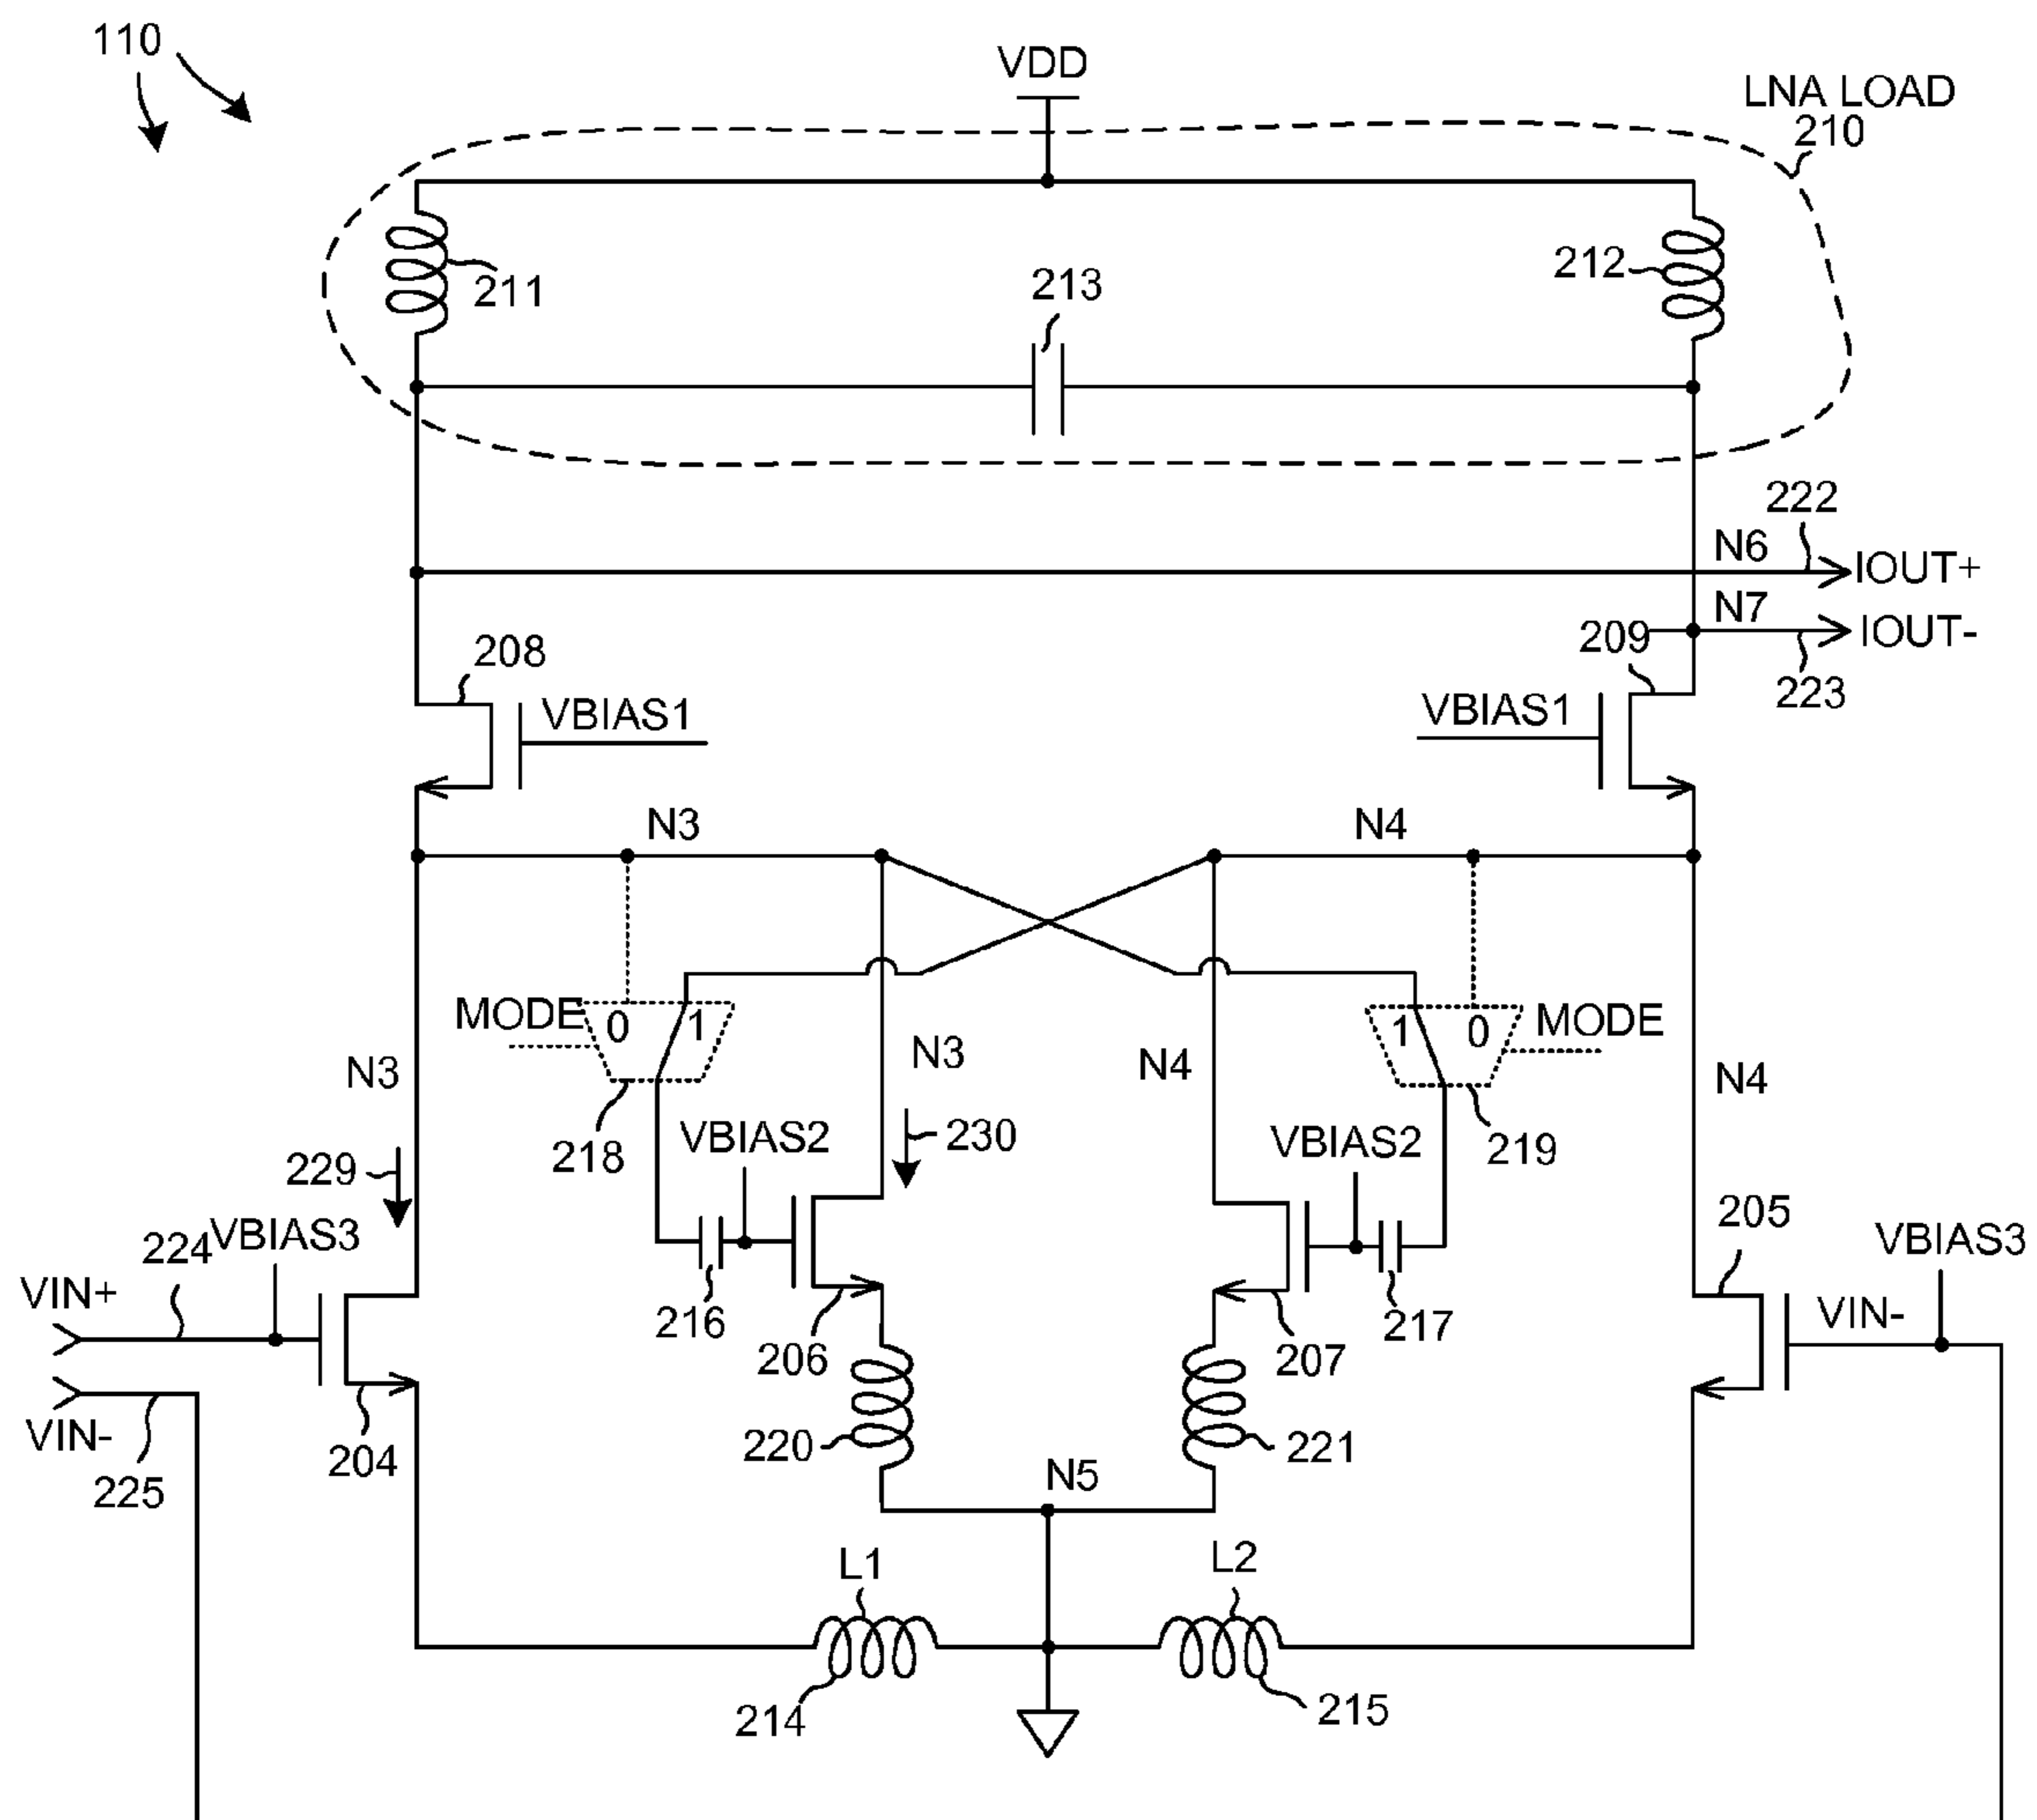 110
VDD
LNA LOAD
210
211
213
212
222
N6
IOUT+
N7
IOUT-
209
223
208
VBIAS1
VBIAS1
N3
N4
MODE
0
1
1
0
MODE
N3
N3
N4
N4
218
VBIAS2
230
VBIAS2
219
229
224
VBIAS3
205
VBIAS3
VIN+
VIN-
216
206
207
217
VIN-
225
204
220
221
N5
L1
L2
214
215